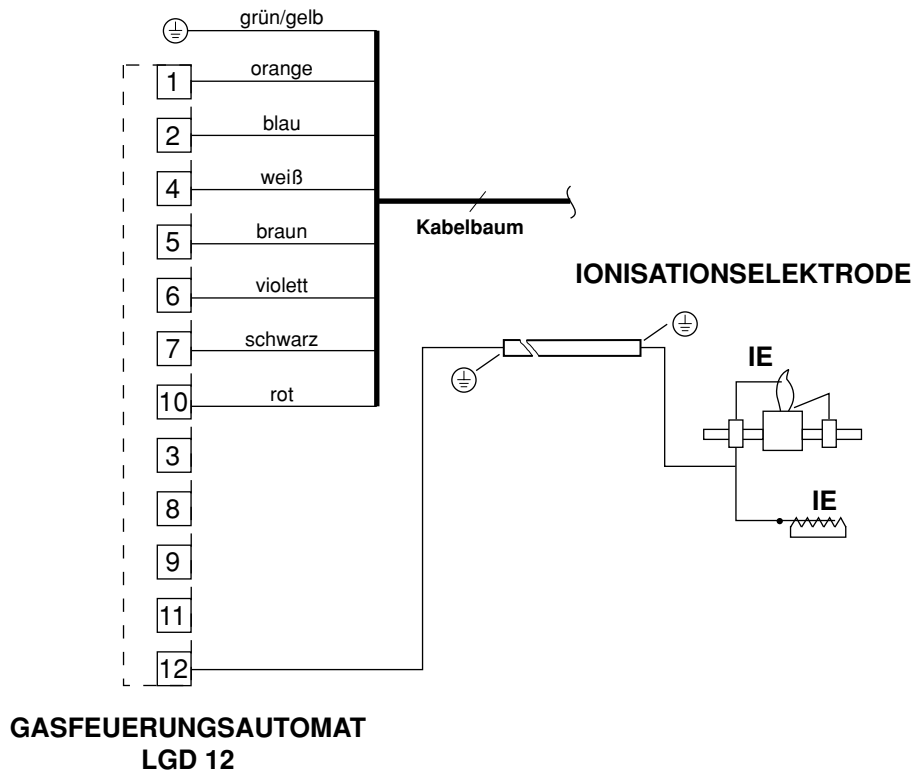 grün/gelb
1 orange
2 blau
4 weiß
5 braun
6 violett
7 schwarz
10 rot
3
8
9
11
12
Kabelbaum
IONISATIONSELEKTRODE
IE
IE
GASFEUERUNGSAUTOMAT
LGD 12